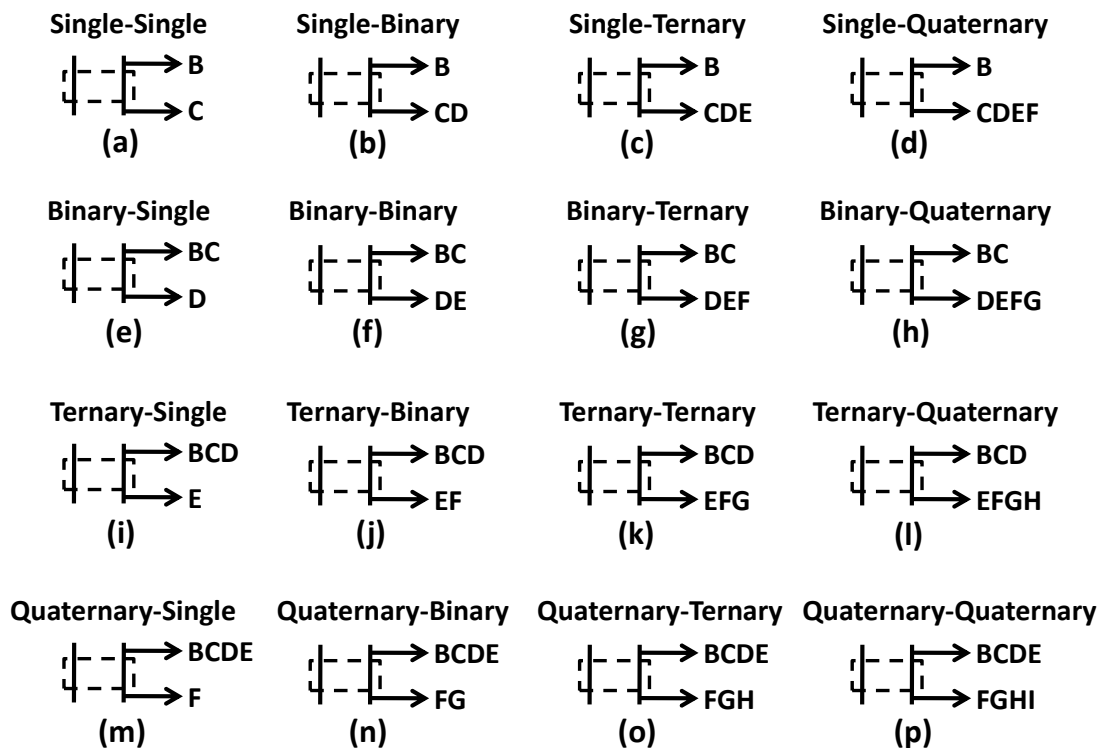 Single-Single Single-Binary Single-Ternary Single-Quaternary
B B B B
C CD CDE CDEF
(a) (b) (c) (d)
Binary-Single Binary-Binary Binary-Ternary Binary-Quaternary
BC BC BC BC
D DE DEF DEFG
(e) (f) (g) (h)
Ternary-Single Ternary-Binary Ternary-Ternary Ternary-Quaternary
BCD BCD BCD BCD
E EF EFG EFGH
(i) (j) (k) (l)
Quaternary-Single Quaternary-Binary Quaternary-Ternary Quaternary-Quaternary
BCDE BCDE BCDE BCDE
F FG FGH FGHI
(m) (n) (o) (p)